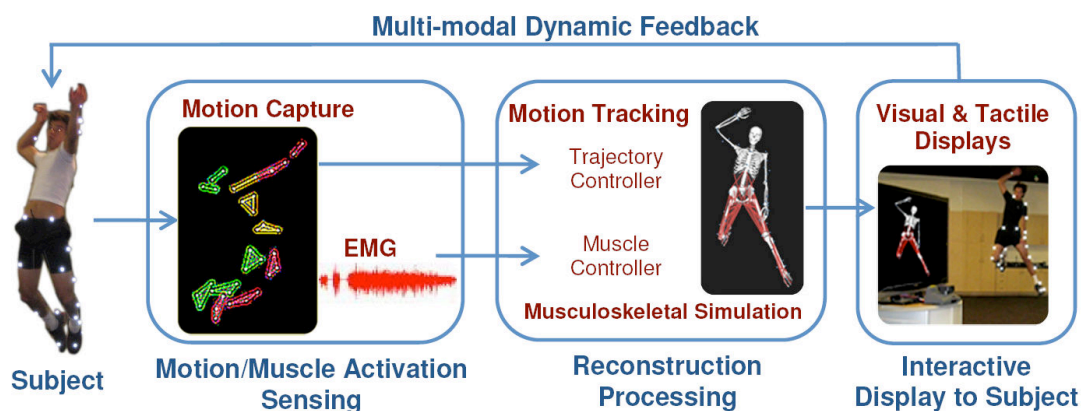 Multi-modal Dynamic Feedback
Motion Capture
EMG
Motion Tracking
Trajectory
Controller
Muscle
Controller
Musculoskeletal Simulation
Visual & Tactile
Displays
Subject
Motion/Muscle Activation
Sensing
Reconstruction
Processing
Interactive
Display to Subject